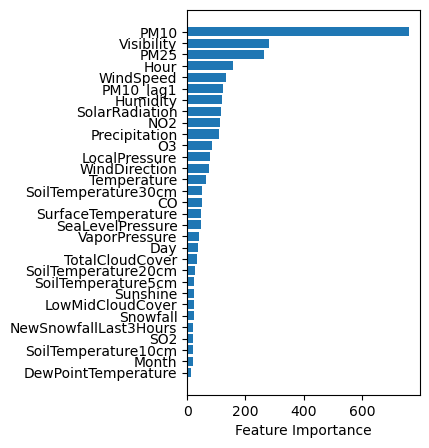 PM10
Visibility
PM25
Hour
WindSpeed
PM10_lag1
Humidity
SolarRadiation
NO2
Precipitation
O3
LocalPressure
WindDirection
Temperature
SoilTemperature30cm
CO
SurfaceTemperature
SeaLevelPressure
VaporPressure
Day
TotalCloudCover
SoilTemperature20cm
SoilTemperature5cm
Sunshine
LowMidCloudCover
Snowfall
NewSnowfallLast3Hours
SO2
SoilTemperature10cm
Month
DewPointTemperature
0 200 400 600
Feature Importance